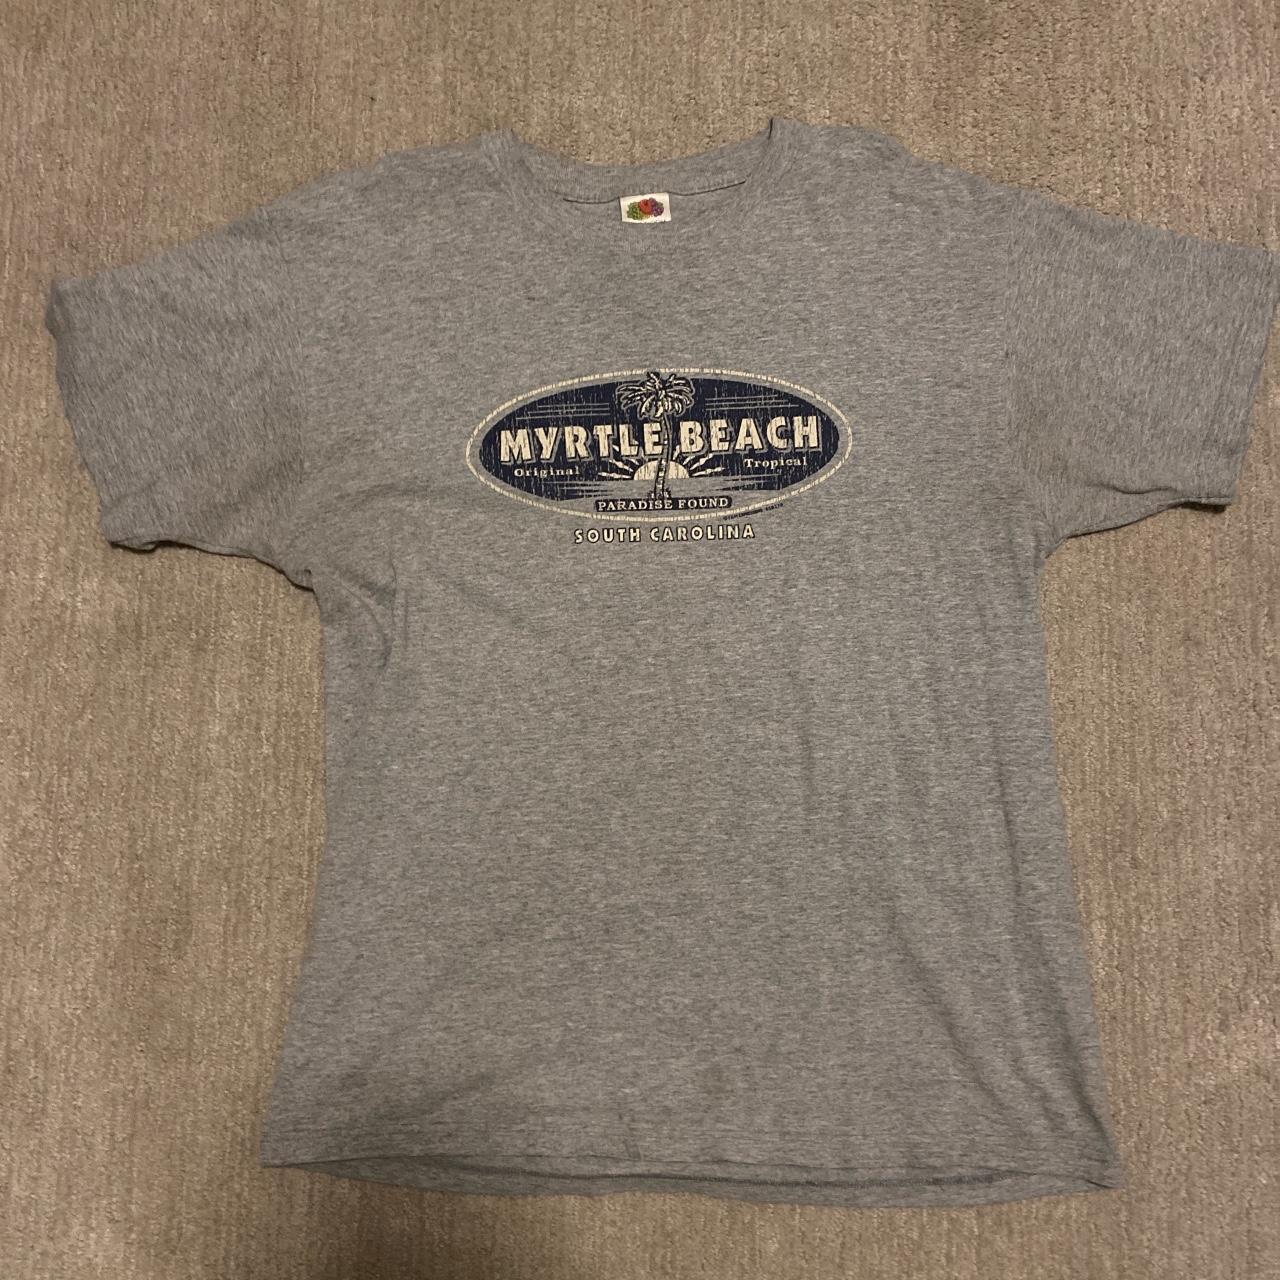 MYRTLE BEACH
Original Tropical
PARADISE FOUND
SOUTH CAROLINA